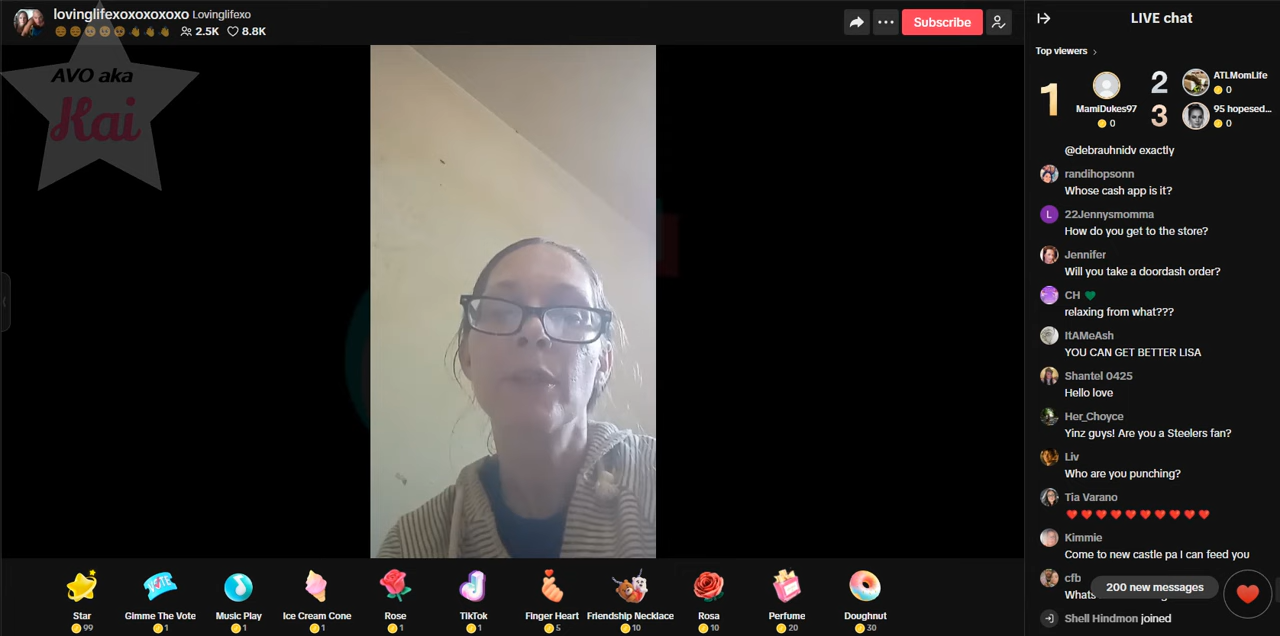 lovinglifexoxoxoxoxo Lovinglifexo
2.5K 8.8K
Subscribe
AVO aka
Kai
LIVE chat
Top viewers
1
MamIDukes97
0
2
ATLMomLife
0
3
95 hopesed...
0
@debrauhnidv exactly
randihopsonn
Whose cash app is it?
L
22Jennysmomma
How do you get to the store?
Jennifer
Will you take a doordash order?
CH 💚
relaxing from what???
ItAMeAsh
YOU CAN GET BETTER LISA
Shantel 0425
Hello love
Her_Choyce
Yinz guys! Are you a Steelers fan?
Liv
Who are you punching?
Tia Varano
❤️❤️❤️❤️❤️❤️❤️❤️❤️❤️
Kimmie
Come to new castle pa I can feed you
cfb
200 new messages
Shell Hindmon joined
Star
99
Gimme The Vote
1
VOTE
Music Play
1
Ice Cream Cone
1
Rose
1
TikTok
1
Finger Heart
5
Friendship Necklace
10
Rosa
10
Perfume
20
Doughnut
30